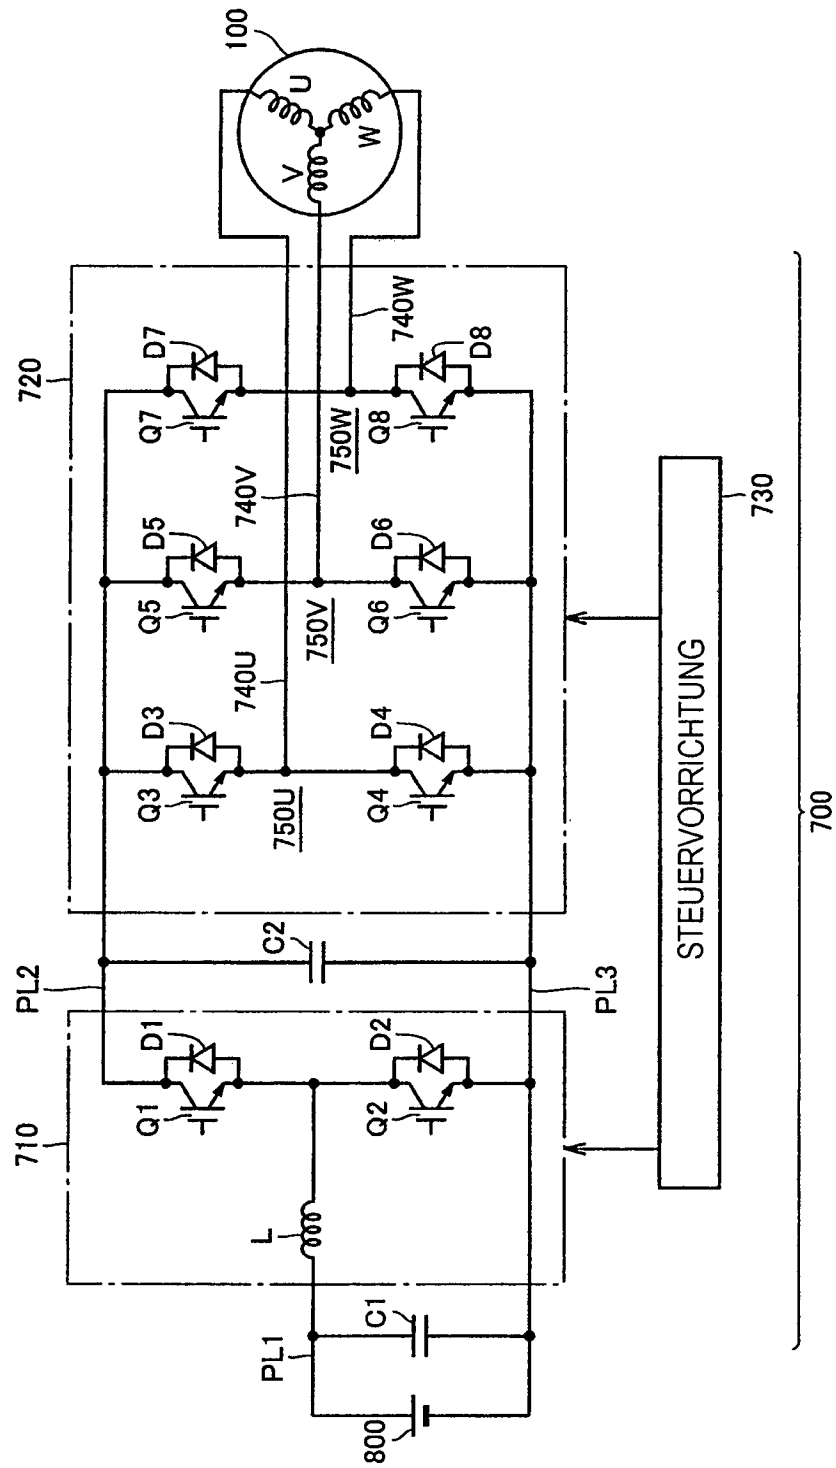 100
U
V
W
720
D7
Q7
740W
D8
Q8
750W
740V
D5
Q5
D6
Q6
750V
740U
D3
Q3
D4
Q4
750U
C2
PL2
PL3
710
D1
Q1
D2
Q2
L
PL1
C1
800
730
STEUERVORRICHTUNG
700